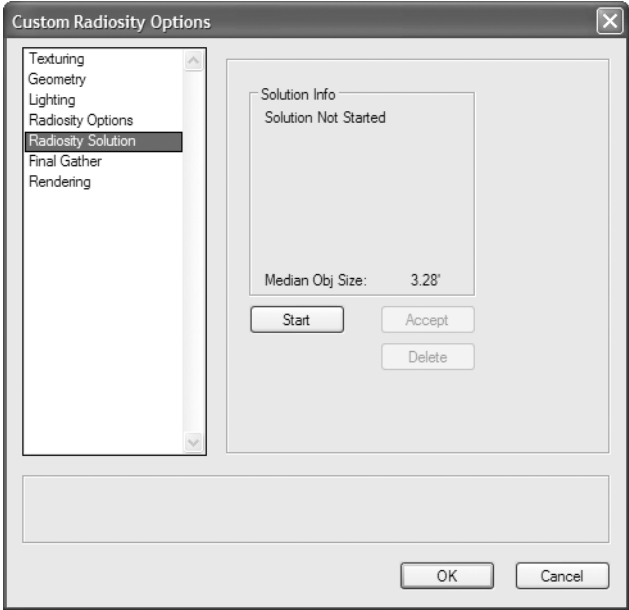 Custom Radiosity Options
Texturing
Geometry
Lighting
Radiosity Options
Radiosity Solution
Final Gather
Rendering
Solution Info
Solution Not Started
Median Obj Size: 3.28'
Start Accept
Delete
OK Cancel